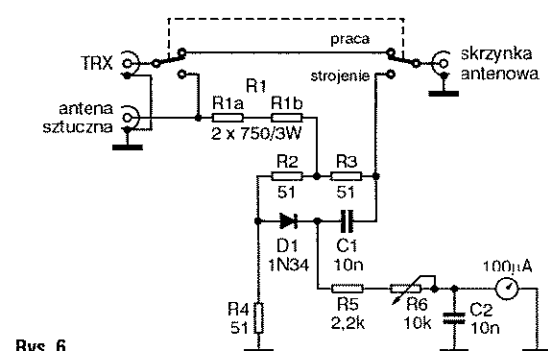 praca
TRX
skrzynka
antenowa
strojenie
R1
antena
sztuczna
R1a
R1b
2 x 750/3W
R2
51
R3
51
D1
1N34
C1
10n
100µA
R4
51
R5
2,2k
R6
10k
C2
10n
Rys. 6